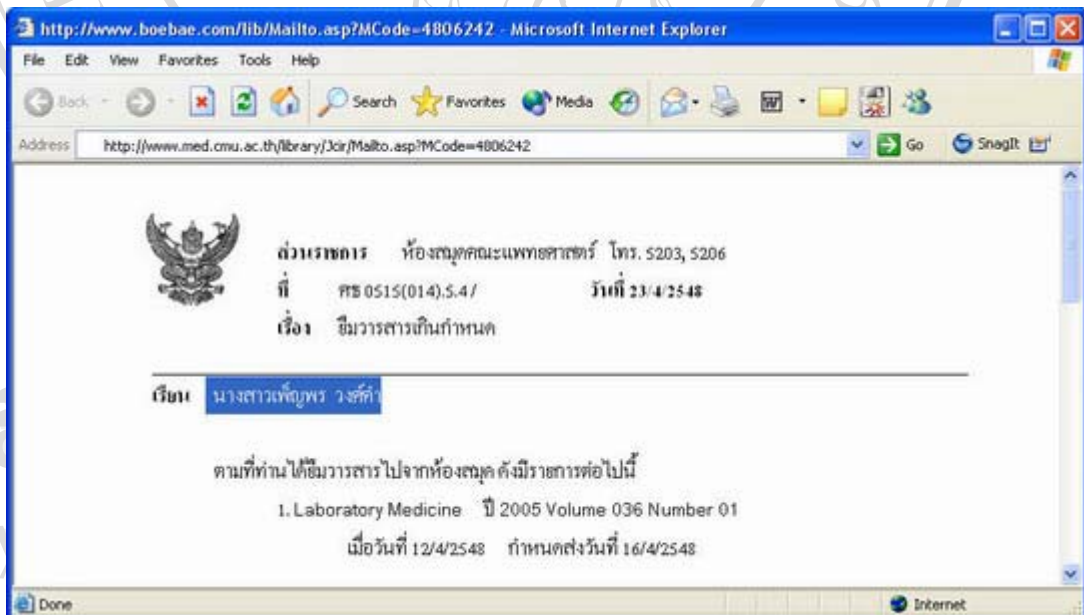 http://www.boebae.com/lib/Mailto.asp?MCode=4806242 - Microsoft Internet Explorer
File Edit View Favorites Tools Help
Back Search Favorites Media
Address http://www.med.cmu.ac.th/library/Jcir/Mailto.asp?MCode=4806242 Go SnagIt
ส่วนราชการ ห้องสมุดคณะแพทยศาสตร์ โทร. 5203, 5206
ที่ ศธ 0515(014).5.4/ วันที่ 23/4/2548
เรื่อง ยืมวารสารเกินกำหนด
เรียน นางสาวเพ็ญพร วงศ์คำ
ตามที่ท่านได้ยืมวารสารไปจากห้องสมุด ดังมีรายการต่อไปนี้
1. Laboratory Medicine ปี 2005 Volume 036 Number 01
เมื่อวันที่ 12/4/2548 กำหนดส่งวันที่ 16/4/2548
Done Internet